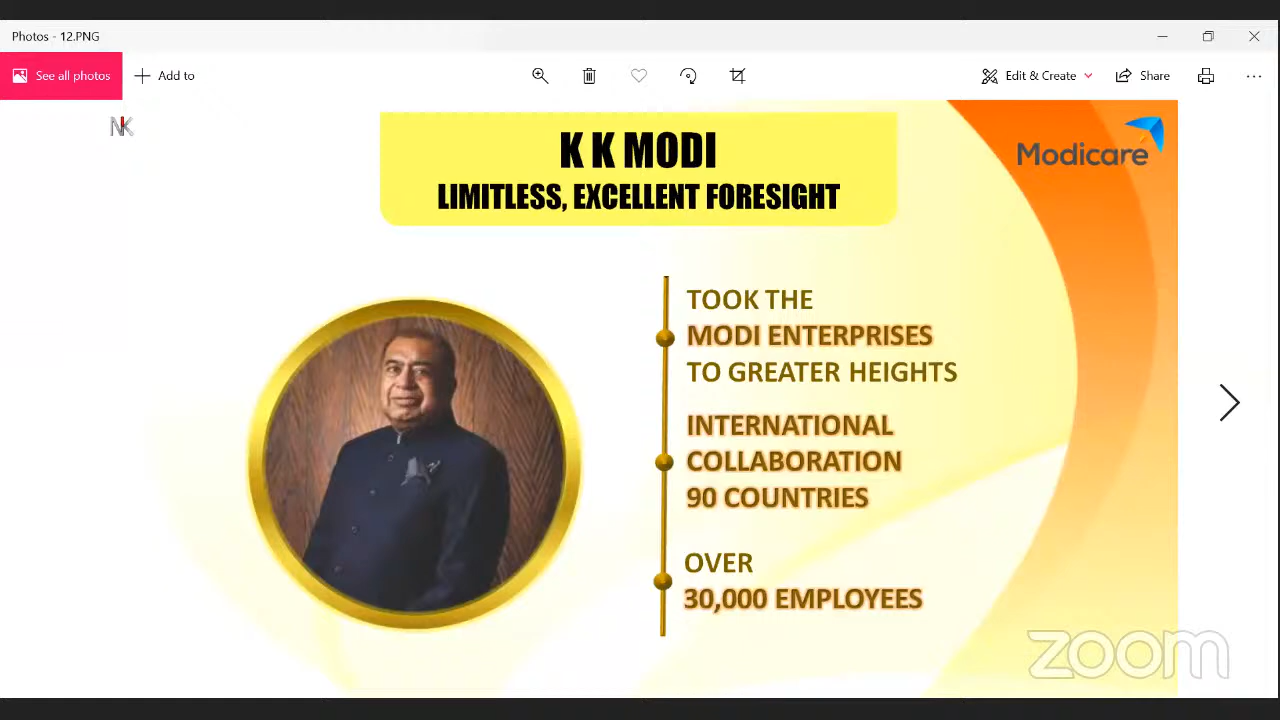 Photos - 12.PNG
See all photos
Add to
Edit & Create
Share
NK
K K MODI
LIMITLESS, EXCELLENT FORESIGHT
Modicare
TOOK THE
MODI ENTERPRISES
TO GREATER HEIGHTS
INTERNATIONAL
COLLABORATION
90 COUNTRIES
OVER
30,000 EMPLOYEES
zoom